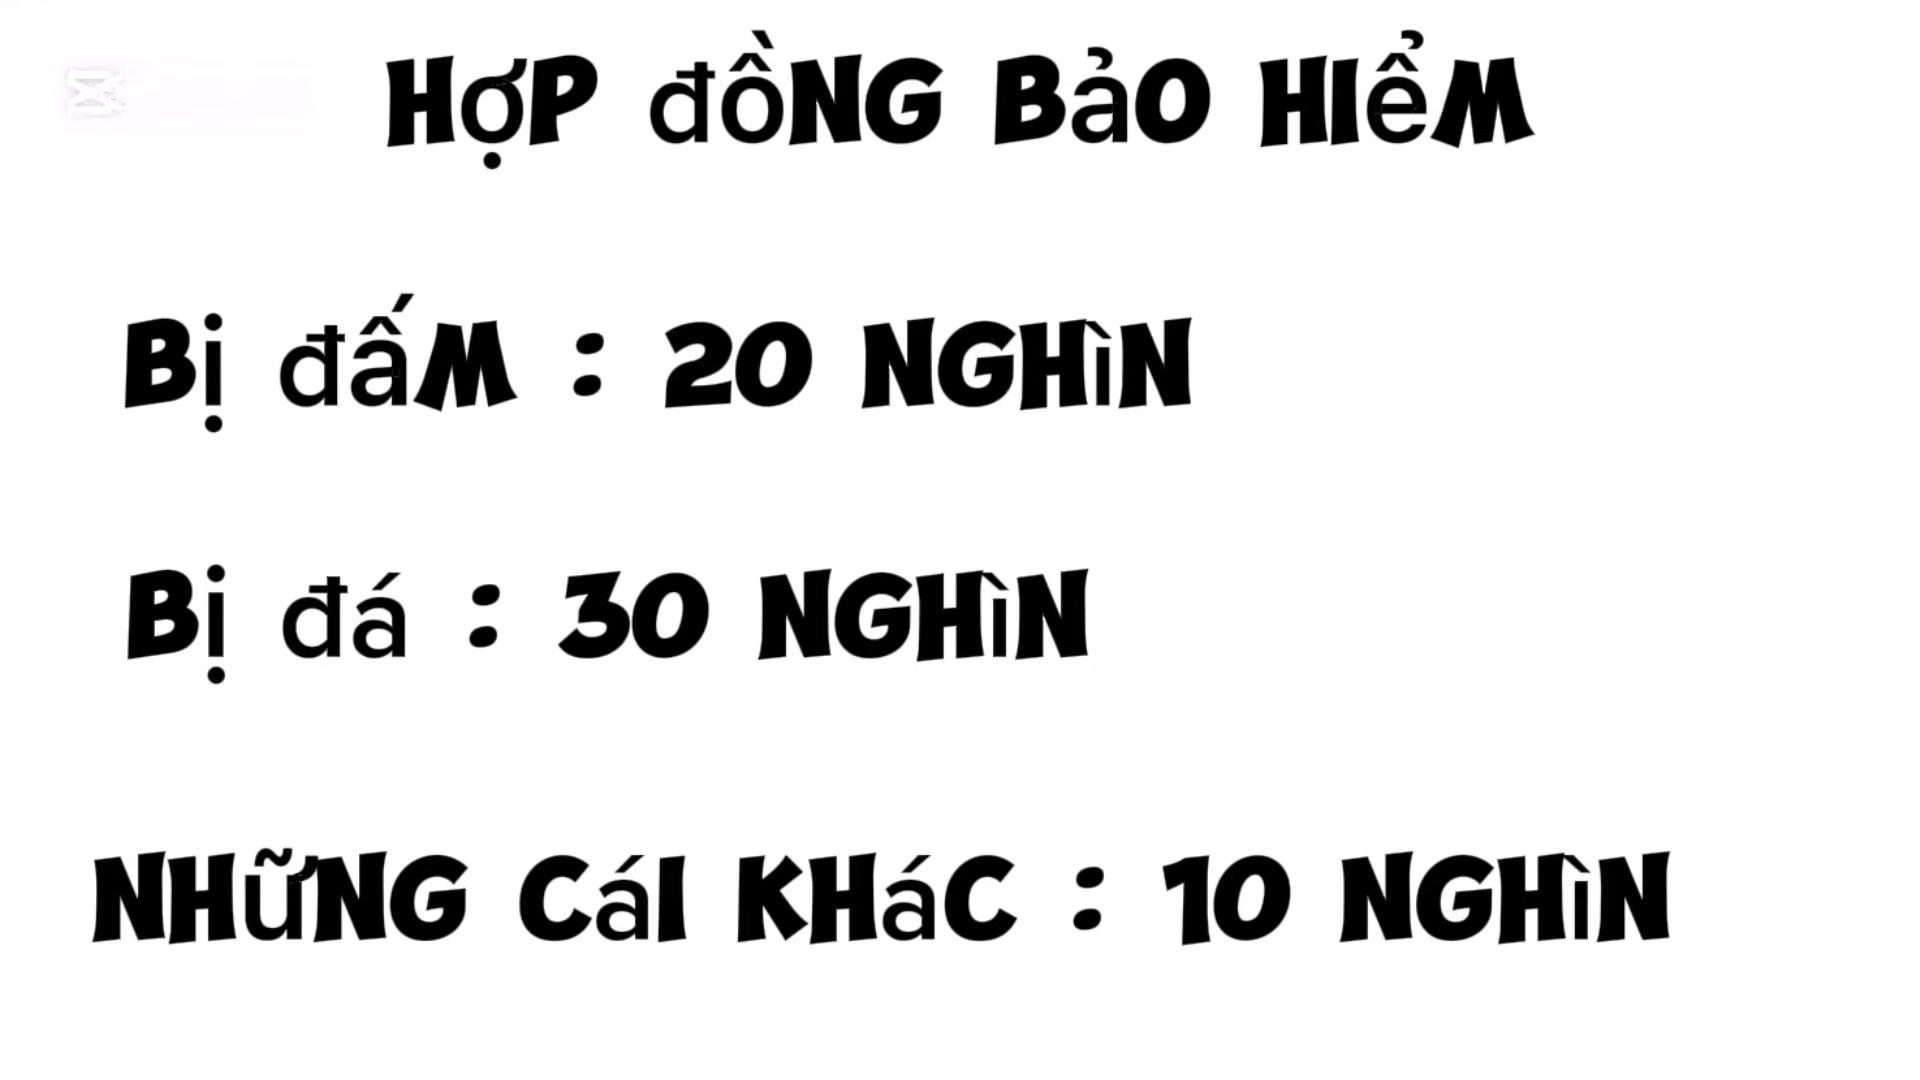 HỢP ĐỒNG BẢO HIỂM
BỊ ĐẤM : 20 NGHÌN
BỊ ĐÁ : 30 NGHÌN
NHỮNG CÁI KHÁC : 10 NGHÌN